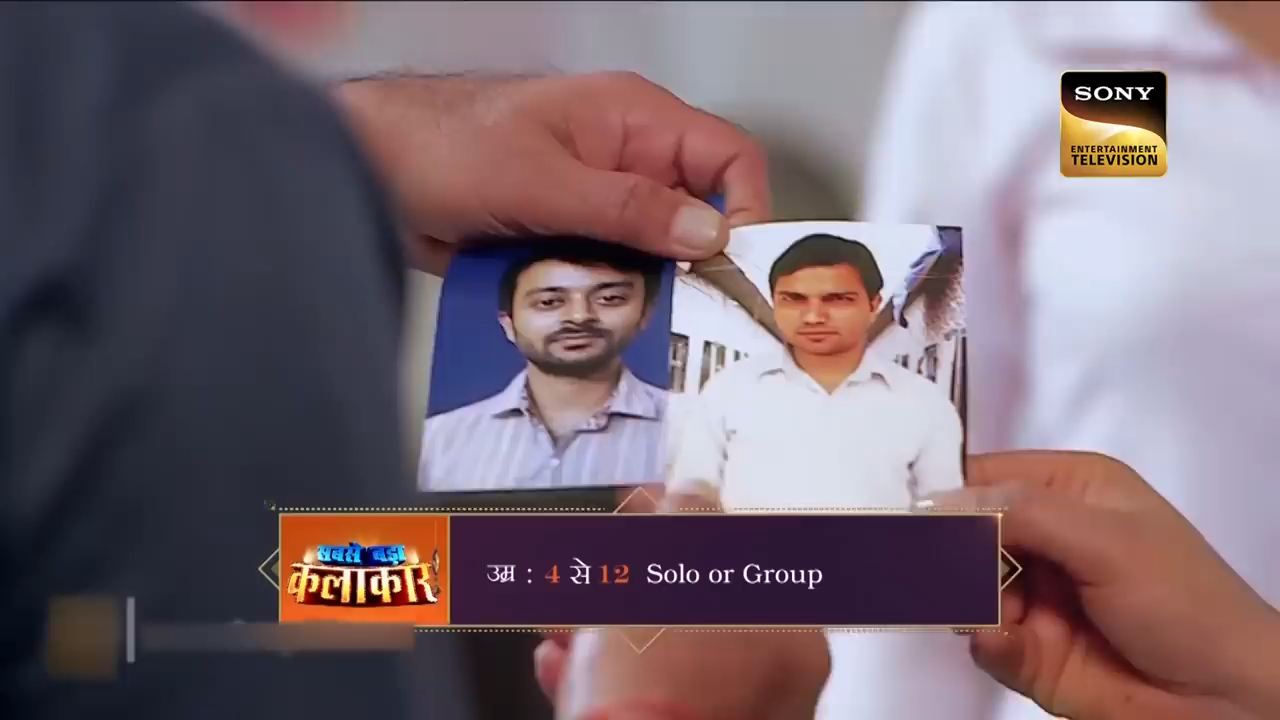 SONY
ENTERTAINMENT
TELEVISION
सबसे बड़ा
कलाकार
उम्र : 4 से 12 Solo or Group